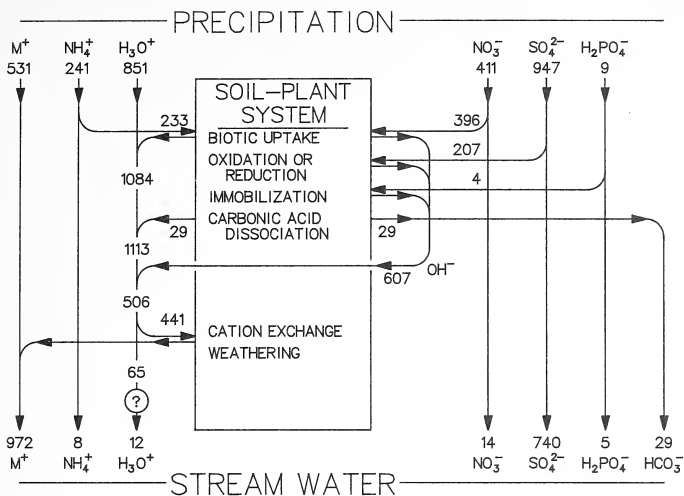 PRECIPITATION
M⁺ NH₄⁺ H₃O⁺ NO₃⁻ SO₄²⁻ H₂PO₄⁻
531 241 851 411 947 9
SOIL–PLANT
SYSTEM
233 396
BIOTIC UPTAKE
207
OXIDATION OR
REDUCTION
1084 4
IMMOBILIZATION
CARBONIC ACID
29 DISSOCIATION 29
1113
607 OH⁻
506
441
CATION EXCHANGE
WEATHERING
65
?
972 8 12 14 740 5 29
M⁺ NH₄⁺ H₃O⁺ NO₃⁻ SO₄²⁻ H₂PO₄⁻ HCO₃⁻
STREAM WATER